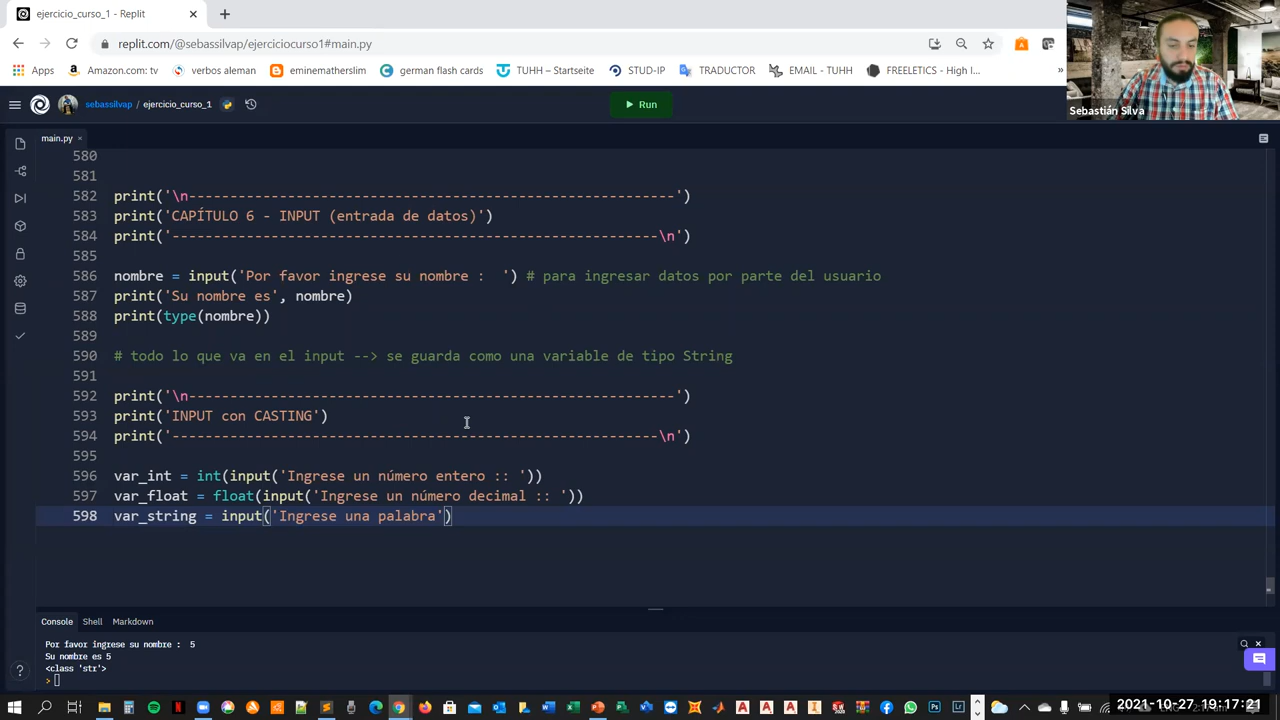 ejercicio_curso_1 - Replit
replit.com/@sebassilvap/ejerciciocurso1#main.py
Apps
Amazon.com: tv
verbos aleman
eminematherslim
german flash cards
TUHH – Startseite
STUD-IP
TRADUCTOR
EMAIL - TUHH
FREELETICS - High I...
»
Sebastián Silva
sebassilvap / ejercicio_curso_1
Run
main.py
580
581
582 print('\n-----------------------------------------------------------')
583 print('CAPÍTULO 6 - INPUT (entrada de datos)')
584 print('-----------------------------------------------------------\n')
585
586 nombre = input('Por favor ingrese su nombre :  ') # para ingresar datos por parte del usuario
587 print('Su nombre es', nombre)
588 print(type(nombre))
589
590 # todo lo que va en el input --> se guarda como una variable de tipo String
591
592 print('\n-----------------------------------------------------------')
593 print('INPUT con CASTING')
594 print('-----------------------------------------------------------\n')
595
596 var_int = int(input('Ingrese un número entero :: '))
597 var_float = float(input('Ingrese un número decimal :: '))
598 var_string = input('Ingrese una palabra')
Console Shell Markdown
Por favor ingrese su nombre :  5
Su nombre es 5
<class 'str'>
>
2021-10-27 19:17:21